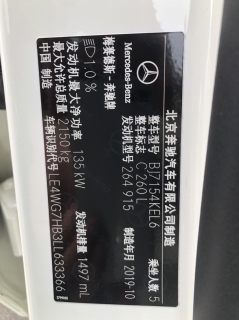 Mercedes-Benz
梅赛德斯-奔驰牌
北京奔驰汽车有限公司制造
整车型号 BJ7154KEL6
乘坐人数 5
整车型号 C260L
制造年月 2019-10
发动机型号 264 915
1.0%
发动机最大净功率 135 kW
发动机排量 1497 mL
最大允许总质量 2150 kg
车辆识别代号 LE4WG7HB3LL633366
中国 制造